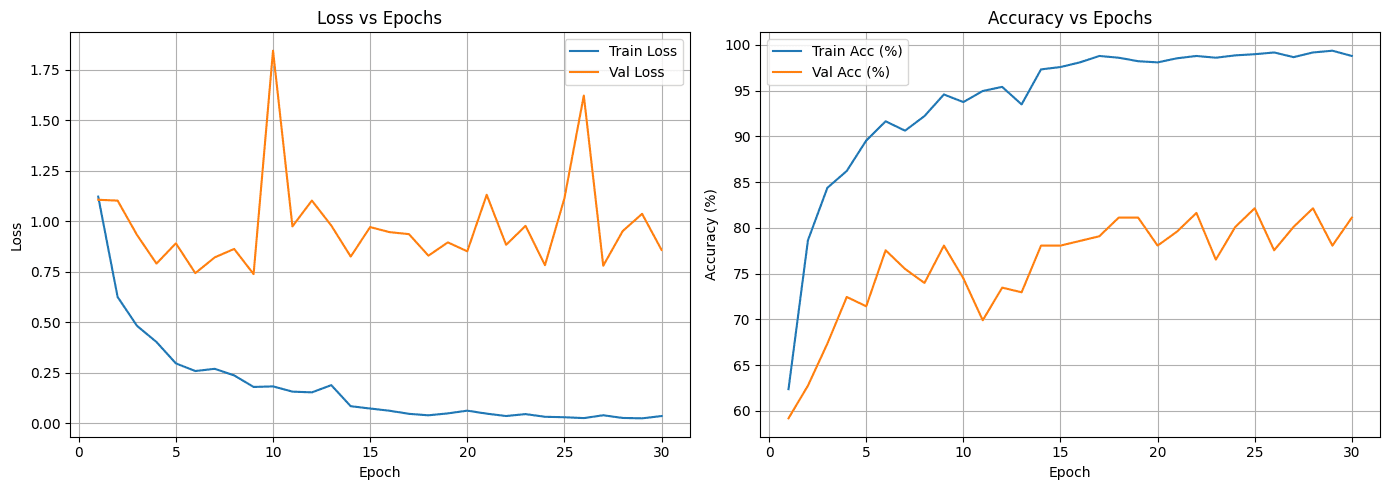 Loss vs Epochs
Train Loss
Val Loss
1.75
1.50
1.25
1.00
0.75
0.50
0.25
0.00
Loss
0 5 10 15 20 25 30
Epoch
Accuracy vs Epochs
Train Acc (%)
Val Acc (%)
100
95
90
85
80
75
70
65
60
Accuracy (%)
0 5 10 15 20 25 30
Epoch